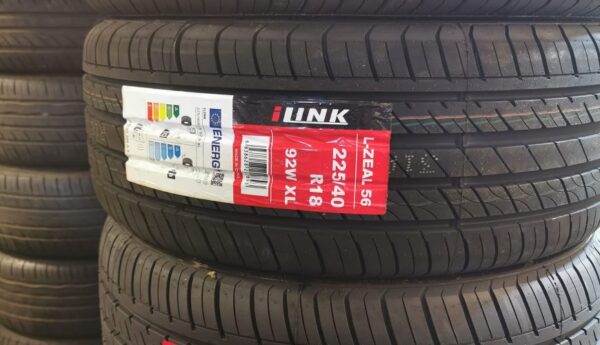 iLINK
L-ZEAL 56
225/40
R18
92W XL
ENERG